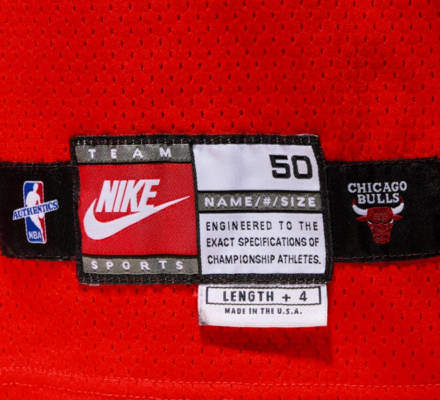 TEAM
NIKE
SPORTS
50
NAME/#/SIZE
ENGINEERED TO THE
EXACT SPECIFICATIONS OF
CHAMPIONSHIP ATHLETES.
LENGTH + 4
MADE IN THE U.S.A.
AUTHENTICS
NBA
CHICAGO
BULLS